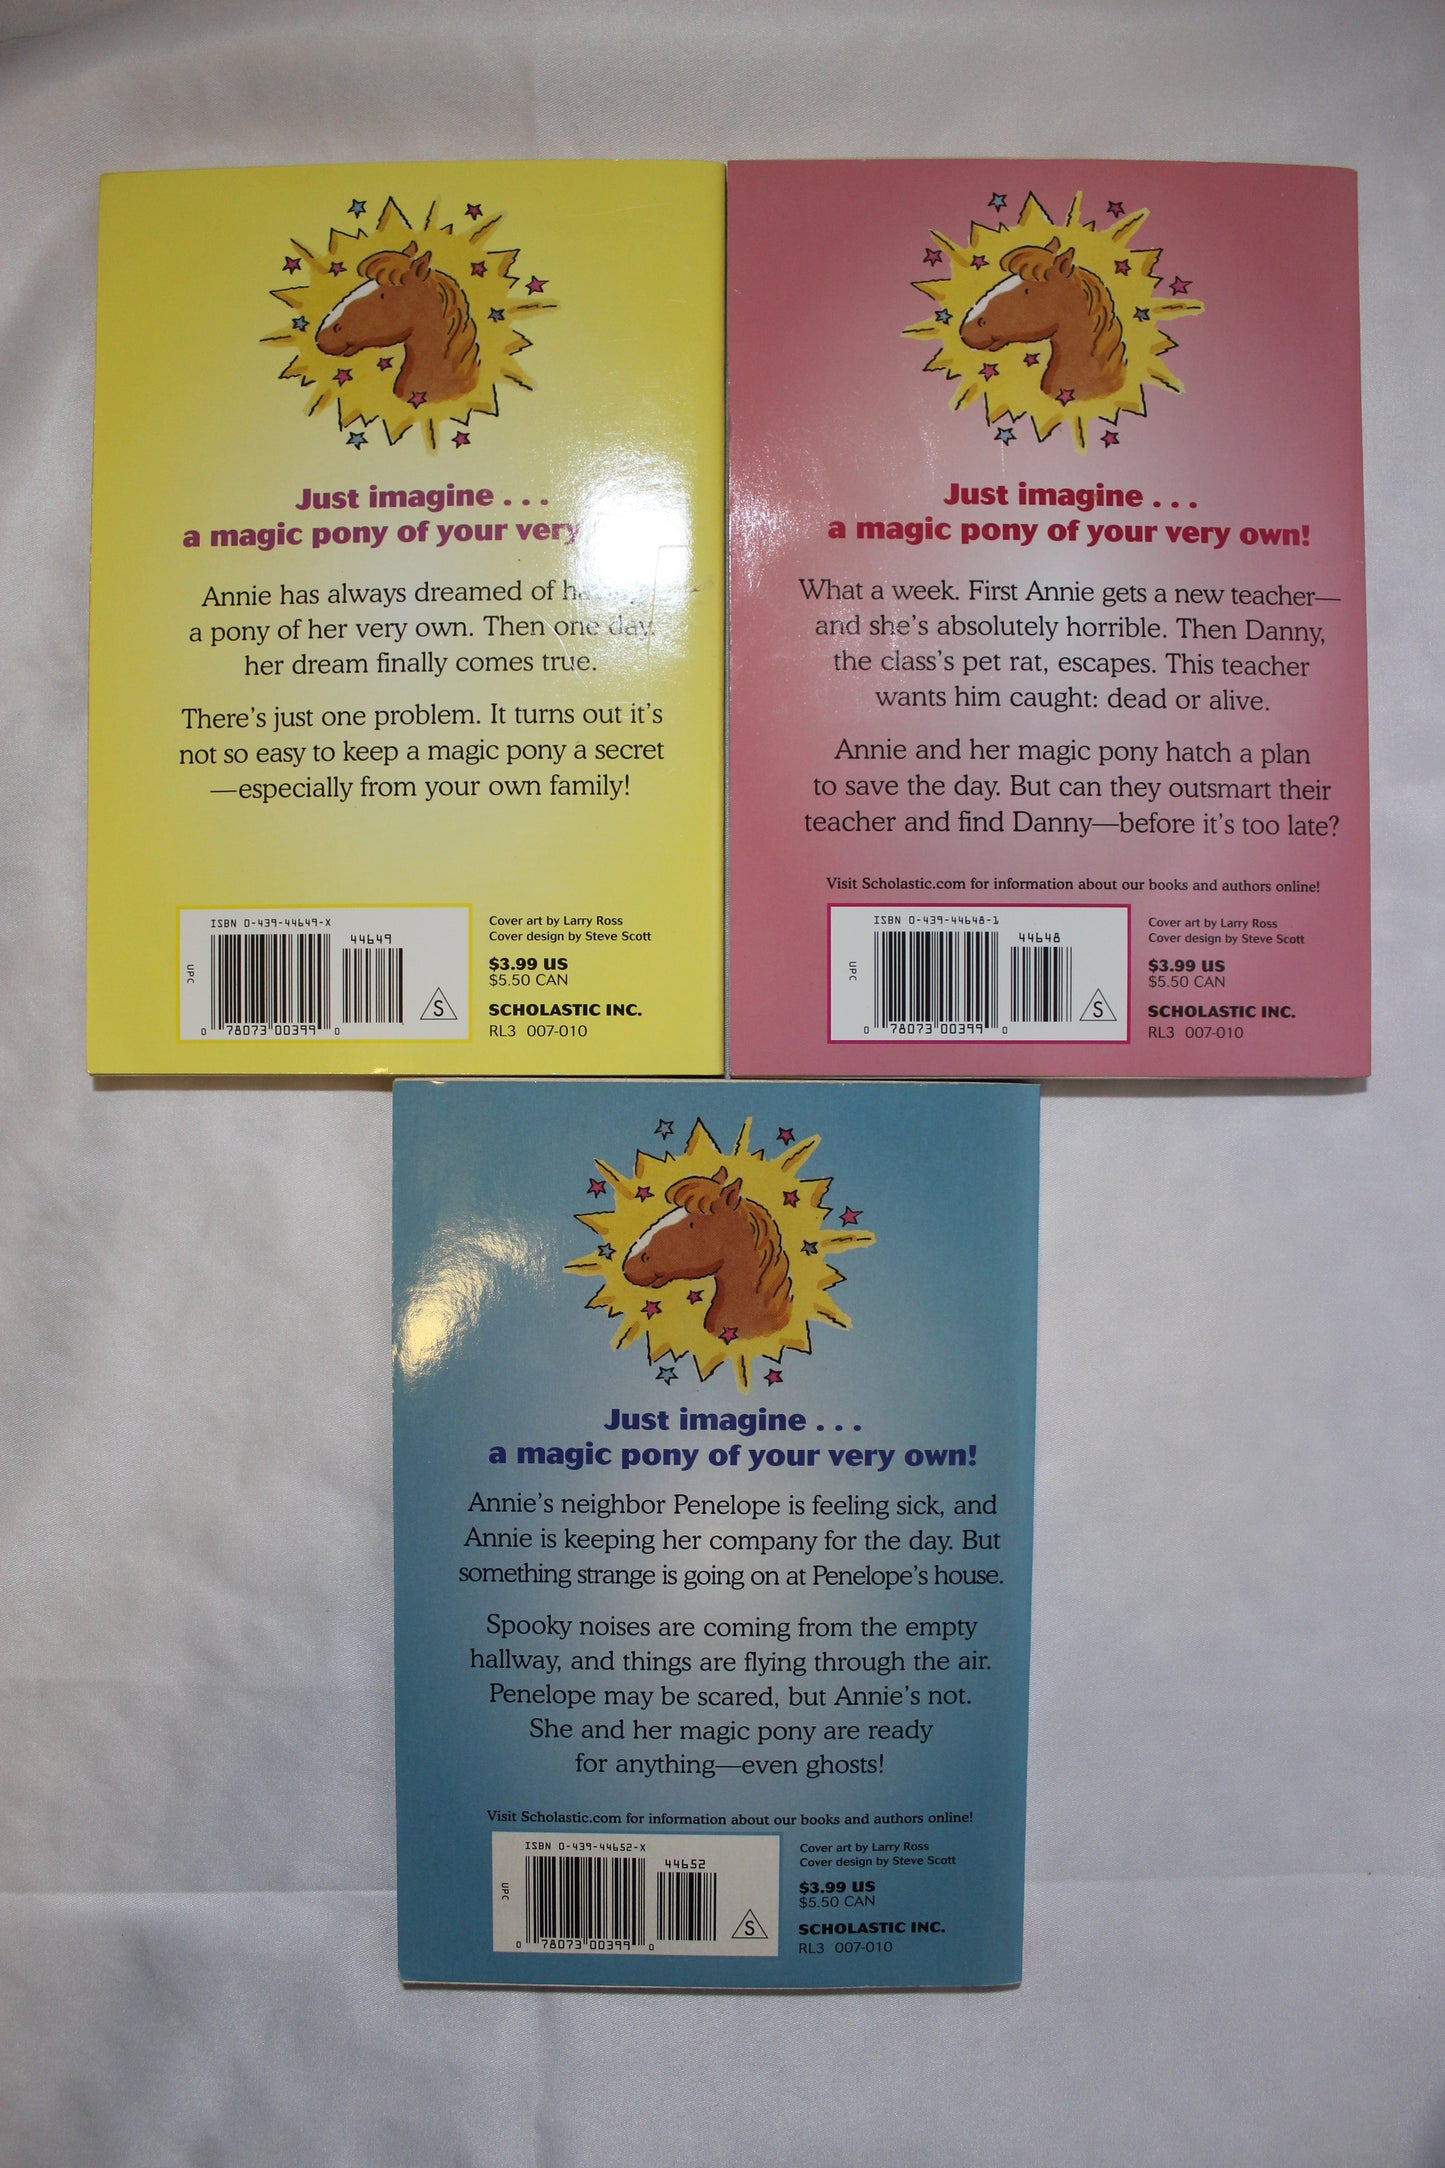 Just imagine . . .
a magic pony of your very
Annie has always dreamed of
a pony of her very own. Then one day,
her dream finally comes true.
There's just one problem. It turns out it's
not so easy to keep a magic pony a secret
—especially from your own family!
ISBN 0-439-44649-X
44649
UPC
0 78073 00399 0
S
Cover art by Larry Ross
Cover design by Steve Scott
$3.99 US
$5.50 CAN
SCHOLASTIC INC.
RL3 007-010
Just imagine . . .
a magic pony of your very own!
What a week. First Annie gets a new teacher—
and she's absolutely horrible. Then Danny,
the class's pet rat, escapes. This teacher
wants him caught: dead or alive.
Annie and her magic pony hatch a plan
to save the day. But can they outsmart their
teacher and find Danny—before it's too late?
Visit Scholastic.com for information about our books and authors online!
ISBN 0-439-44648-1
44648
UPC
0 78073 00399 0
S
Cover art by Larry Ross
Cover design by Steve Scott
$3.99 US
$5.50 CAN
SCHOLASTIC INC.
RL3 007-010
Just imagine . . .
a magic pony of your very own!
Annie's neighbor Penelope is feeling sick, and
Annie is keeping her company for the day. But
something strange is going on at Penelope's house.
Spooky noises are coming from the empty
hallway, and things are flying through the air.
Penelope may be scared, but Annie's not.
She and her magic pony are ready
for anything—even ghosts!
Visit Scholastic.com for information about our books and authors online!
ISBN 0-439-44652-X
44652
UPC
0 78073 00399 0
S
Cover art by Larry Ross
Cover design by Steve Scott
$3.99 US
$5.50 CAN
SCHOLASTIC INC.
RL3 007-010